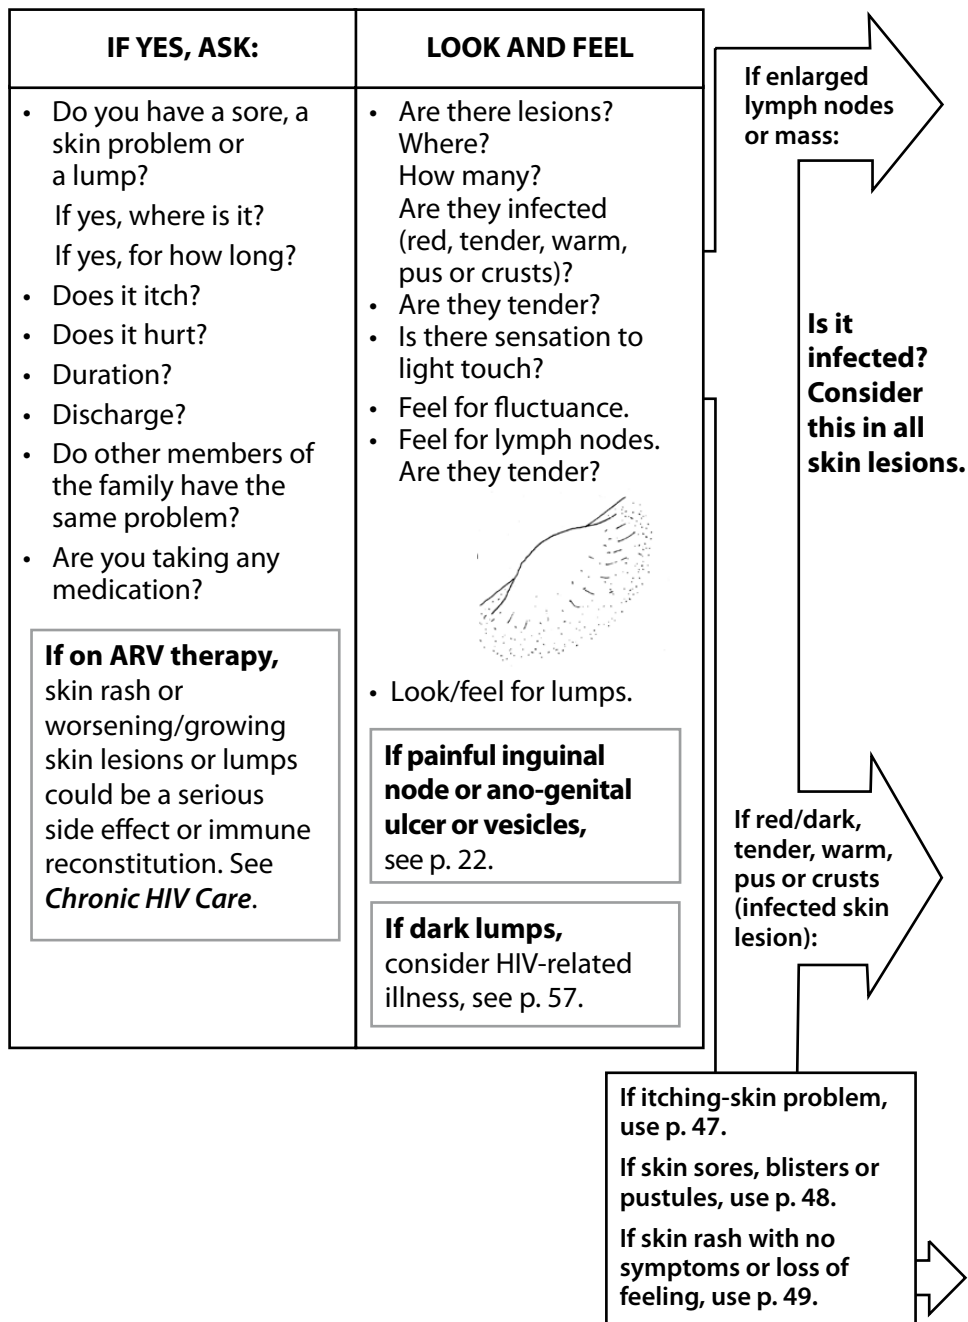 IF YES, ASK:
• Do you have a sore, a
skin problem or
a lump?
If yes, where is it?
If yes, for how long?
• Does it itch?
• Does it hurt?
• Duration?
• Discharge?
• Do other members of
the family have the
same problem?
• Are you taking any
medication?
If on ARV therapy,
skin rash or
worsening/growing
skin lesions or lumps
could be a serious
side effect or immune
reconstitution. See
Chronic HIV Care.
LOOK AND FEEL
• Are there lesions?
Where?
How many?
Are they infected
(red, tender, warm,
pus or crusts)?
• Are they tender?
• Is there sensation to
light touch?
• Feel for fluctuance.
• Feel for lymph nodes.
Are they tender?
• Look/feel for lumps.
If painful inguinal
node or ano-genital
ulcer or vesicles,
see p. 22.
If dark lumps,
consider HIV-related
illness, see p. 57.
If enlarged
lymph nodes
or mass:
Is it
infected?
Consider
this in all
skin lesions.
If red/dark,
tender, warm,
pus or crusts
(infected skin
lesion):
If itching-skin problem,
use p. 47.
If skin sores, blisters or
pustules, use p. 48.
If skin rash with no
symptoms or loss of
feeling, use p. 49.